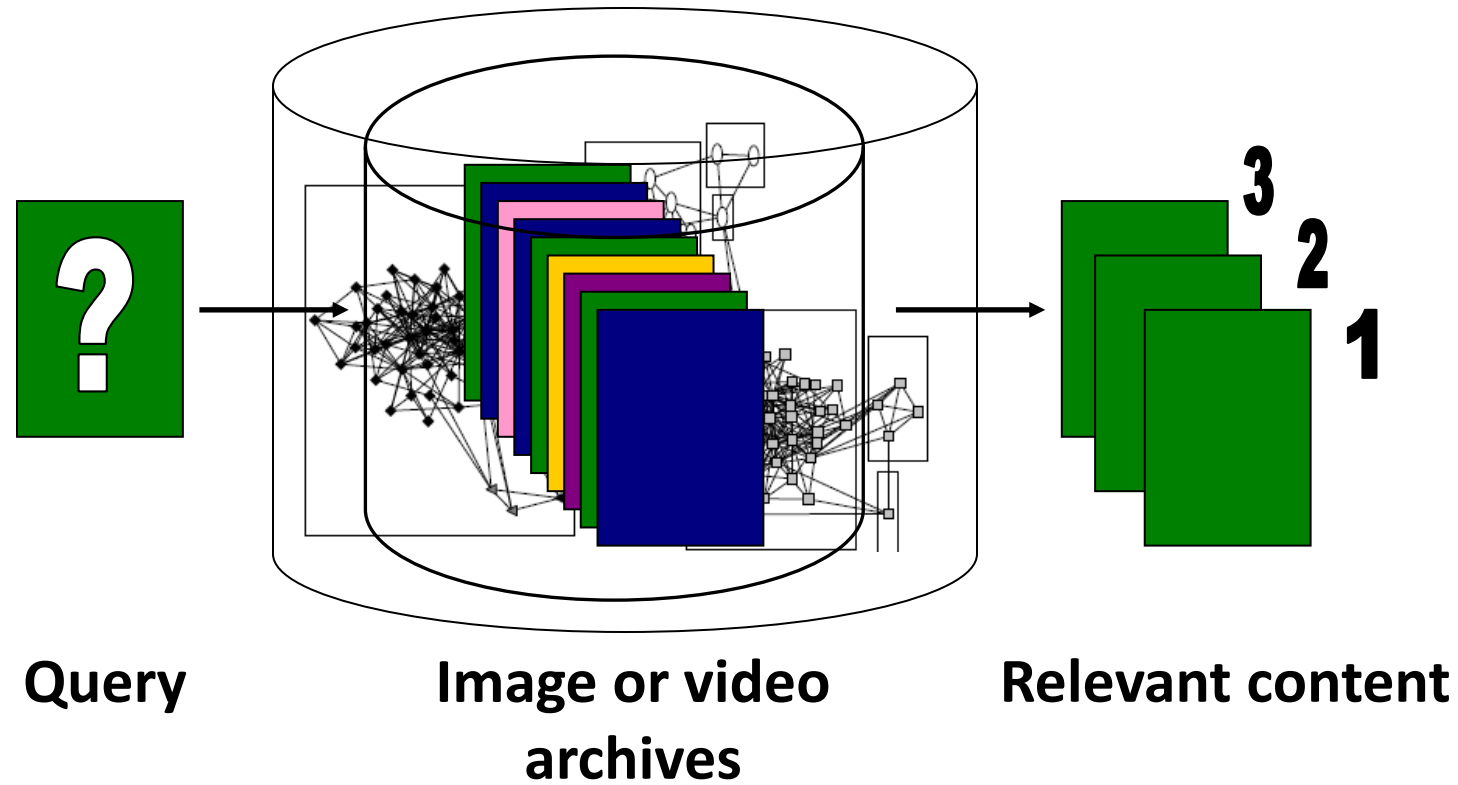 ?
3
2
1
Query
Image or video
archives
Relevant content